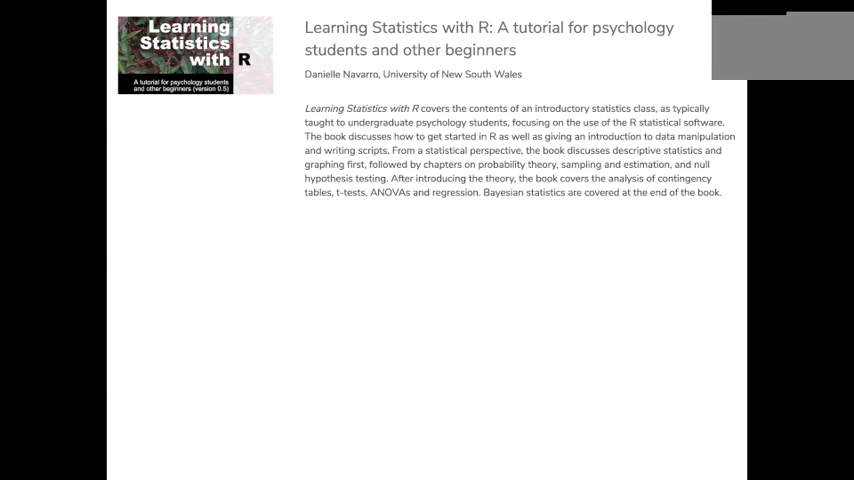 Learning
Statistics
with R
A tutorial for psychology students
and other beginners (version 0.5)
Learning Statistics with R: A tutorial for psychology
students and other beginners
Danielle Navarro, University of New South Wales
Learning Statistics with R covers the contents of an introductory statistics class, as typically
taught to undergraduate psychology students, focusing on the use of the R statistical software.
The book discusses how to get started in R as well as giving an introduction to data manipulation
and writing scripts. From a statistical perspective, the book discusses descriptive statistics and
graphing first, followed by chapters on probability theory, sampling and estimation, and null
hypothesis testing. After introducing the theory, the book covers the analysis of contingency
tables, t-tests, ANOVAs and regression. Bayesian statistics are covered at the end of the book.